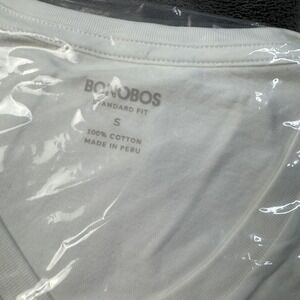 BONOBOS
STANDARD FIT
S
100% COTTON
MADE IN PERU